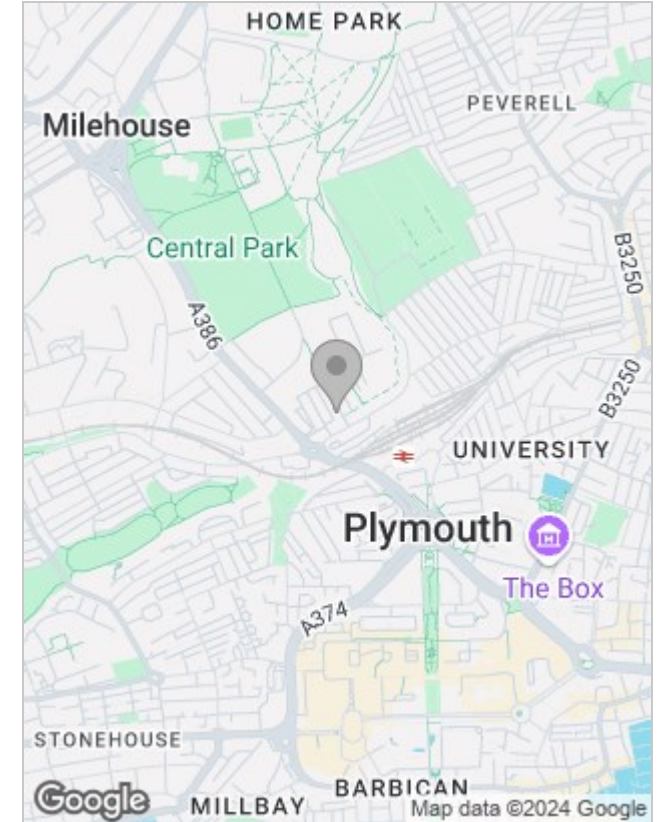 HOME PARK
PEVERELL
Milehouse
Central Park
B3250
A386
B3250
UNIVERSITY
Plymouth
The Box
A374
STONEHOUSE
BARBICAN
MILLBAY
Google
Map data ©2024 Google